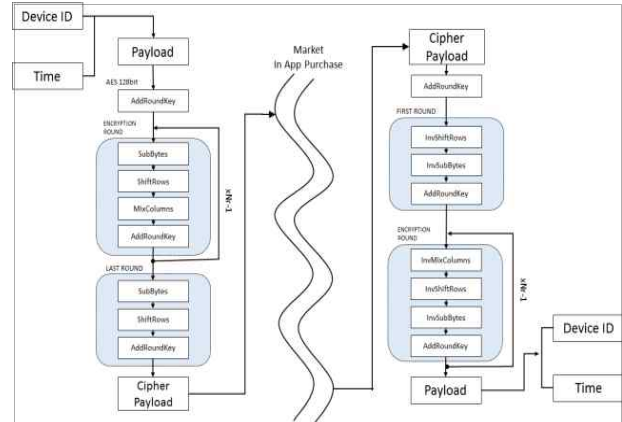 Device ID
Time
Payload
AES 128bit
AddRoundKey
ENCRYPTION
ROUND
SubBytes
ShiftRows
MixColumns
AddRoundKey
xNr-1
LAST ROUND
SubBytes
ShiftRows
AddRoundKey
Cipher
Payload
Market
In App Purchase
Cipher
Payload
AddRoundKey
FIRST ROUND
InvShiftRows
InvSubBytes
AddRoundKey
ENCRYPTION
ROUND
InvMixColumns
InvShiftRows
InvSubBytes
AddRoundKey
xNr-1
Payload
Device ID
Time